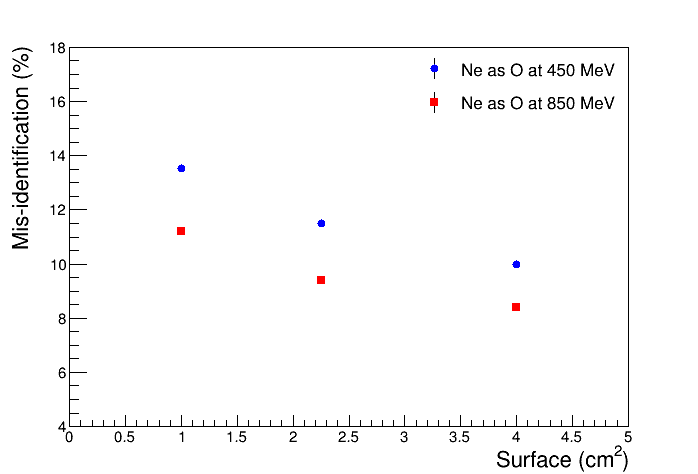 Mis-identification (%)
18
16
14
12
10
8
6
4
Ne as O at 450 MeV
Ne as O at 850 MeV
0 0.5 1 1.5 2 2.5 3 3.5 4 4.5 5
Surface (cm²)